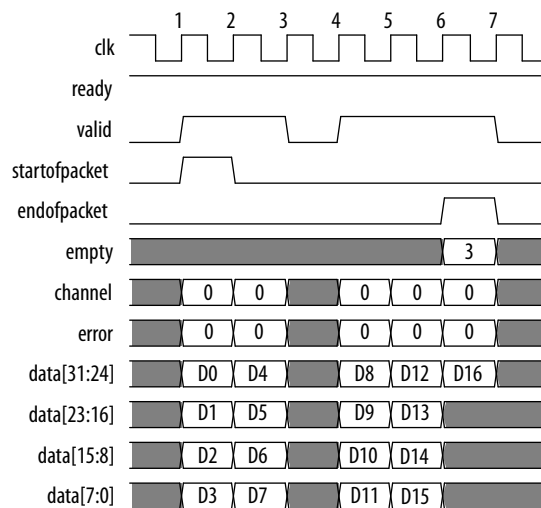 1 2 3 4 5 6 7
clk
ready
valid
startofpacket
endofpacket
empty 3
channel 0 0 0 0 0
error 0 0 0 0 0
data[31:24] D0 D4 D8 D12 D16
data[23:16] D1 D5 D9 D13
data[15:8] D2 D6 D10 D14
data[7:0] D3 D7 D11 D15